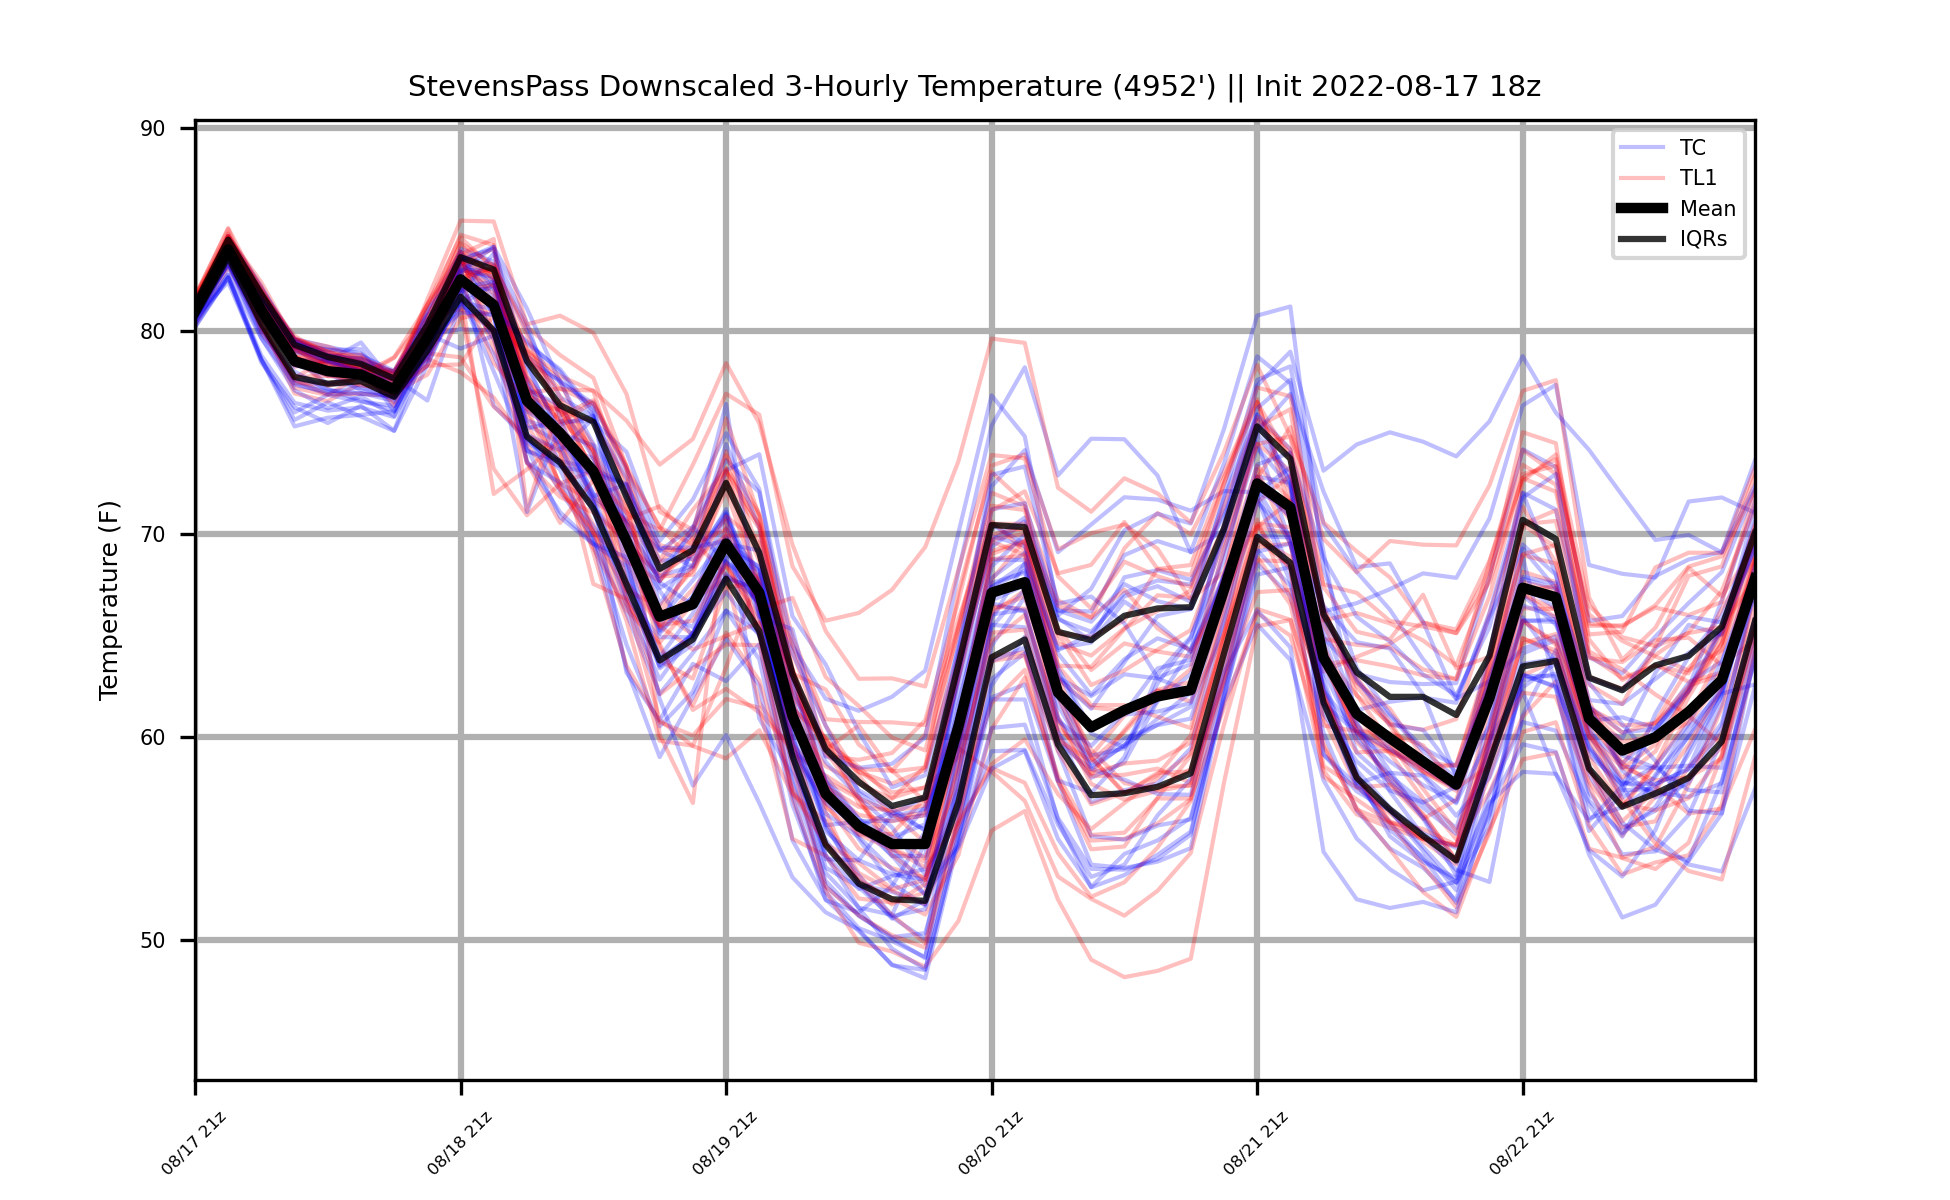 StevensPass Downscaled 3-Hourly Temperature (4952') || Init 2022-08-17 18z
90
80
70
60
50
Temperature (F)
TC
TL1
Mean
IQRs
08/17 21z
08/18 21z
08/19 21z
08/20 21z
08/21 21z
08/22 21z